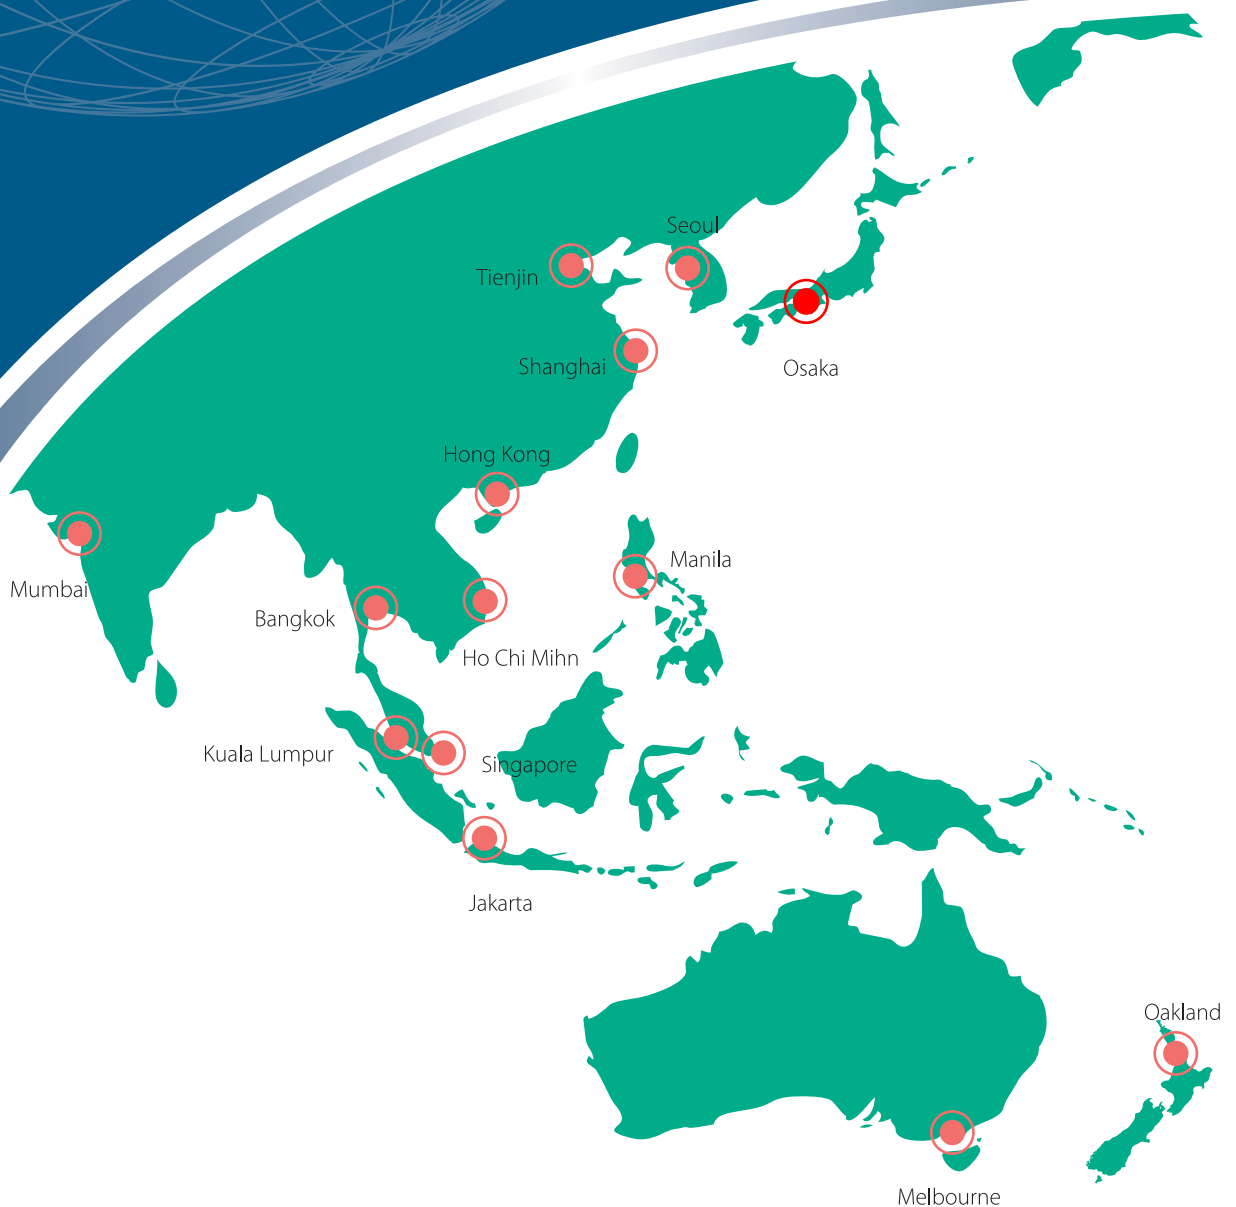 Seoul
Tienjin
Shanghai
Osaka
Hong Kong
Manila
Mumbai
Bangkok
Ho Chi Mihn
Kuala Lumpur
Singapore
Jakarta
Oakland
Melbourne